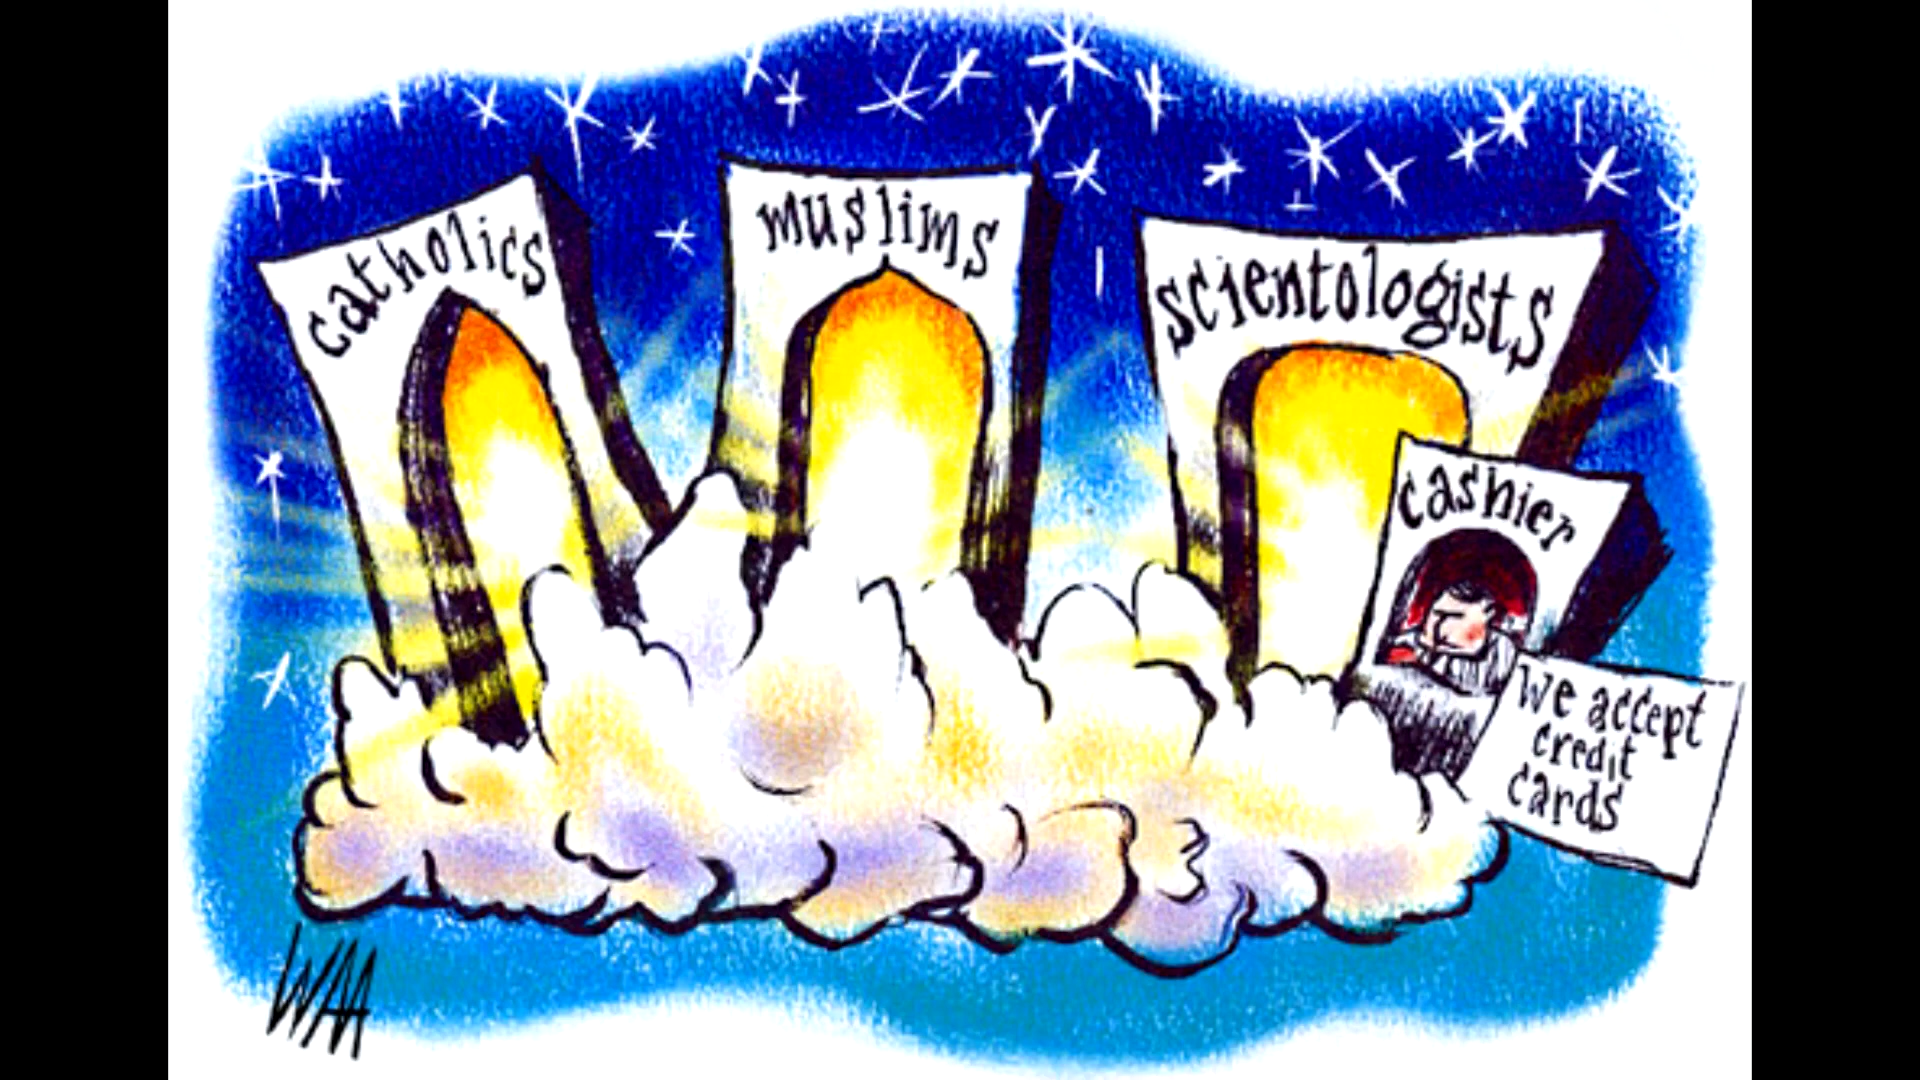 catholics
muslims
scientologists
cashier
we accept
credit
cards
WAA